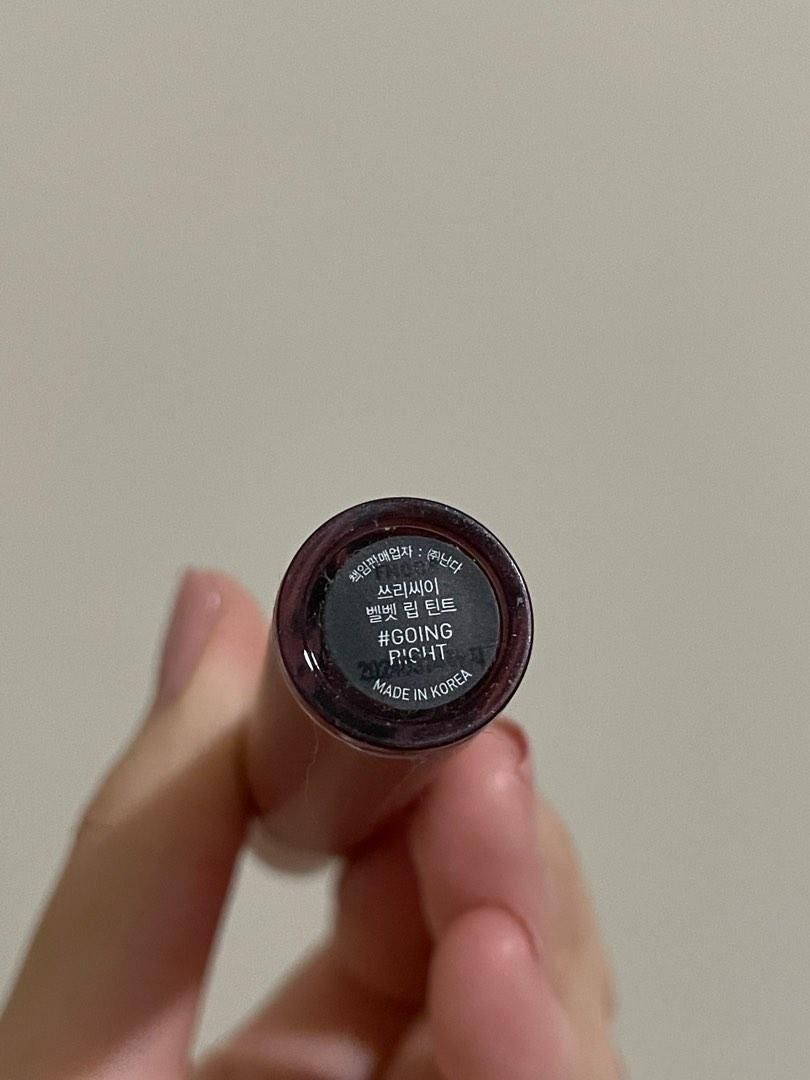 책임판매업자 : ㈜난다
쓰리씨이
벨벳 립 틴트
#GOING
RIGHT
MADE IN KOREA